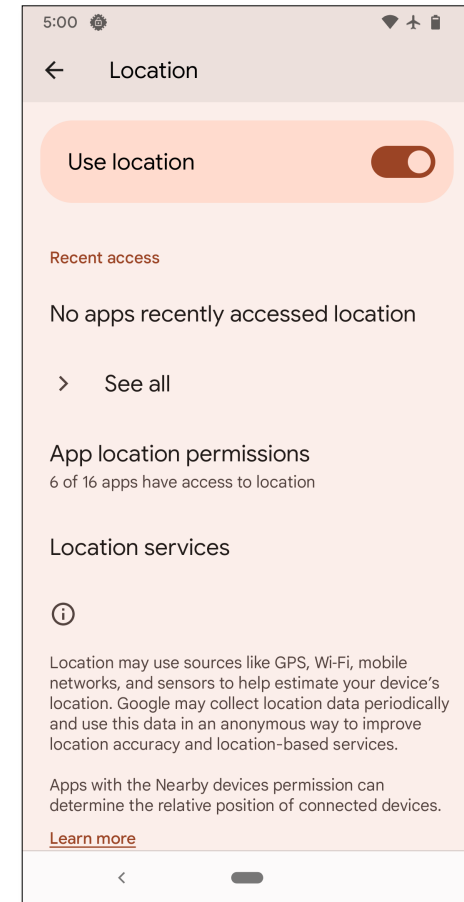 5:00
Location
Use location
Recent access
No apps recently accessed location
See all
App location permissions
6 of 16 apps have access to location
Location services
Location may use sources like GPS, Wi-Fi, mobile
networks, and sensors to help estimate your device’s
location. Google may collect location data periodically
and use this data in an anonymous way to improve
location accuracy and location-based services.
Apps with the Nearby devices permission can
determine the relative position of connected devices.
Learn more